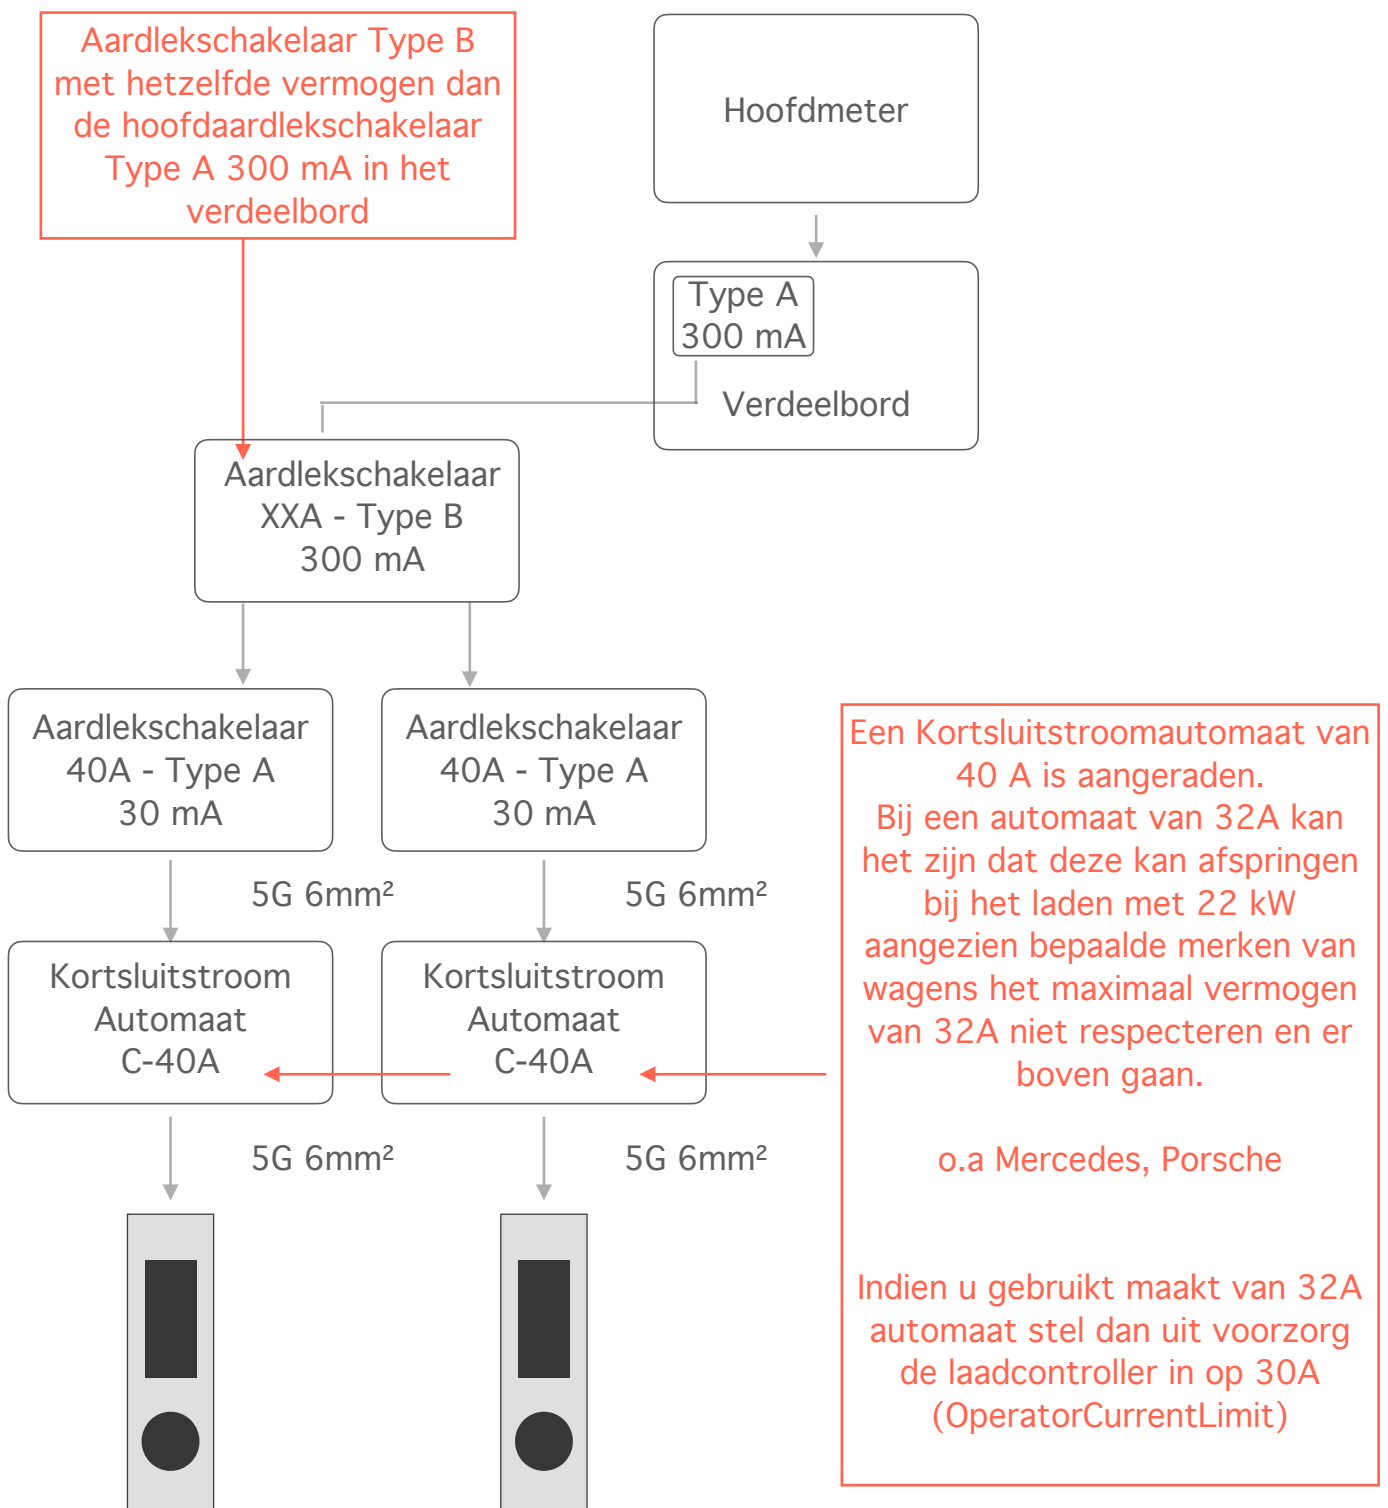 Aardlekschakelaar Type B
met hetzelfde vermogen dan
de hoofdaardlekschakelaar
Type A 300 mA in het
verdeelbord
Hoofdmeter
Type A
300 mA
Verdeelbord
Aardlekschakelaar
XXA - Type B
300 mA
Aardlekschakelaar
40A - Type A
30 mA
Aardlekschakelaar
40A - Type A
30 mA
5G 6mm²
5G 6mm²
Kortsluitstroom
Automaat
C-40A
Kortsluitstroom
Automaat
C-40A
5G 6mm²
5G 6mm²
Een Kortsluitstroomautomaat van
40 A is aangeraden.
Bij een automaat van 32A kan
het zijn dat deze kan afspringen
bij het laden met 22 kW
aangezien bepaalde merken van
wagens het maximaal vermogen
van 32A niet respecteren en er
boven gaan.
o.a Mercedes, Porsche
Indien u gebruikt maakt van 32A
automaat stel dan uit voorzorg
de laadcontroller in op 30A
(OperatorCurrentLimit)